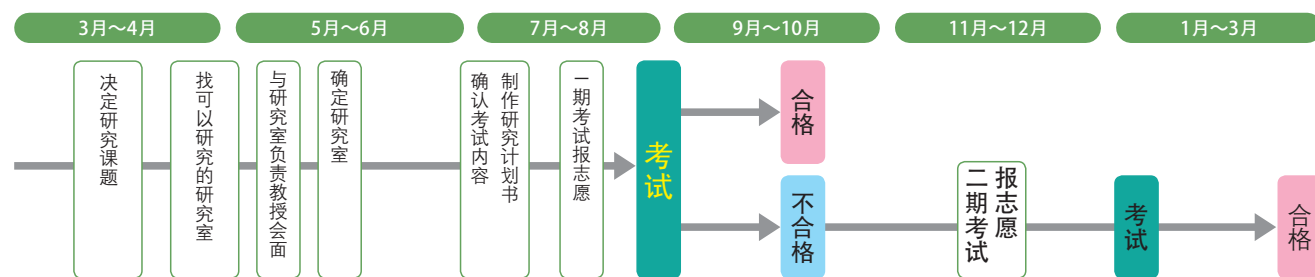 3月～4月
5月～6月
7月～8月
9月～10月
11月～12月
1月～3月
决定研究课题
找可以研究的研究室
与研究室负责教授会面
确定研究室
制作研究计划书
确认考试内容
一期考试报志愿
考试
合格
不合格
报志愿
二期考试
考试
合格